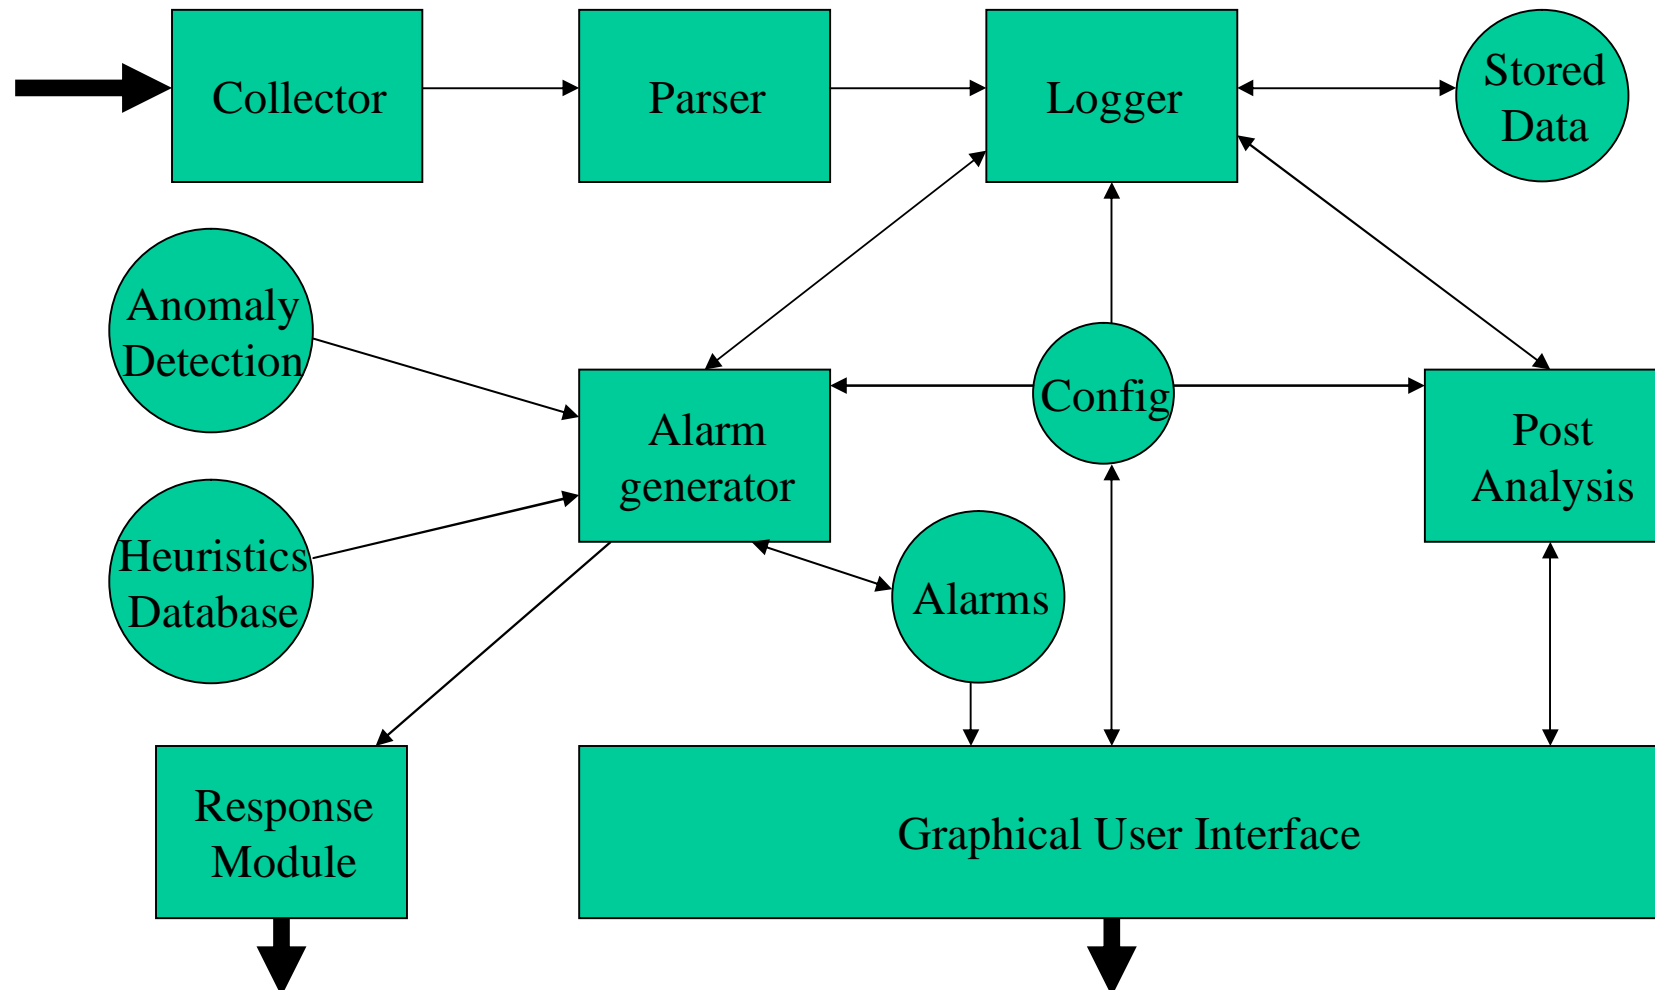 Collector
Parser
Logger
Stored
Data
Anomaly
Detection
Config
Alarm
generator
Post
Analysis
Heuristics
Database
Alarms
Response
Module
Graphical User Interface